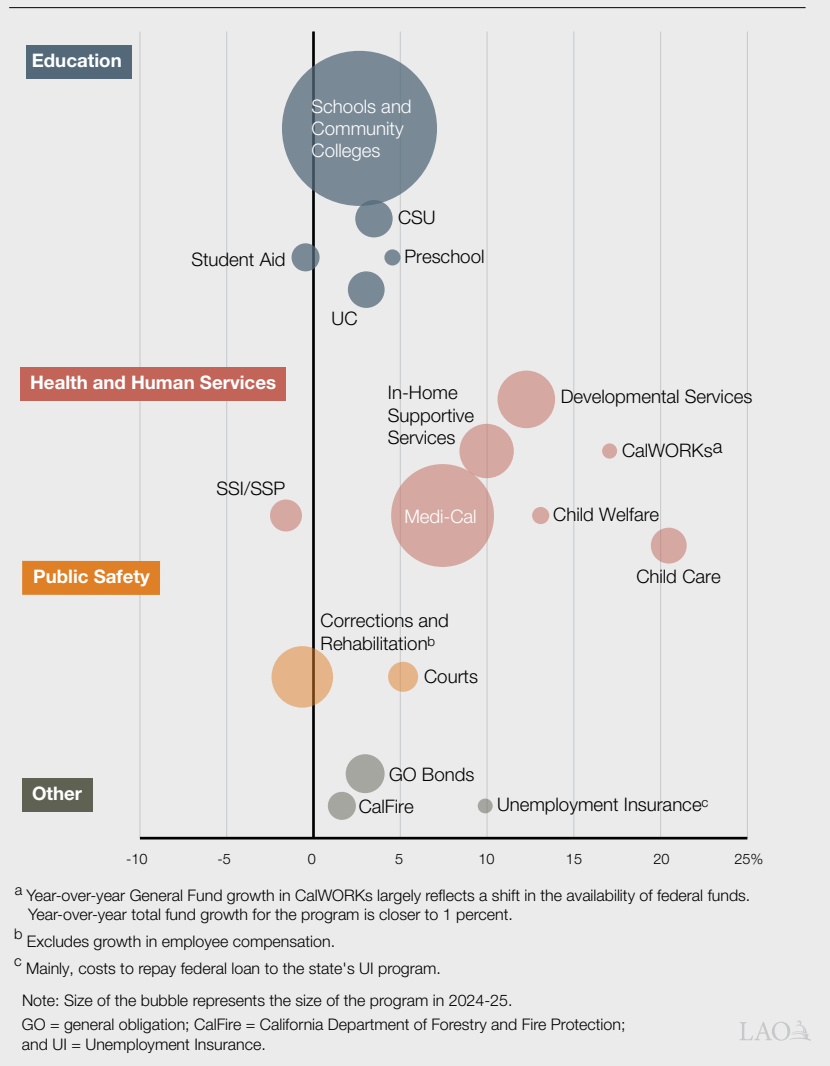 Education
Schools and
Community
Colleges
CSU
Student Aid
Preschool
UC
Health and Human Services
In-Home
Supportive
Services
Developmental Services
CalWORKsa
SSI/SSP
Medi-Cal
Child Welfare
Child Care
Public Safety
Corrections and
Rehabilitationb
Courts
Other
GO Bonds
CalFire
Unemployment Insurancec
-10 -5 0 5 10 15 20 25%
a Year-over-year General Fund growth in CalWORKs largely reflects a shift in the availability of federal funds.
Year-over-year total fund growth for the program is closer to 1 percent.
b Excludes growth in employee compensation.
c Mainly, costs to repay federal loan to the state's UI program.
Note: Size of the bubble represents the size of the program in 2024-25.
GO = general obligation; CalFire = California Department of Forestry and Fire Protection;
and UI = Unemployment Insurance.
LAO